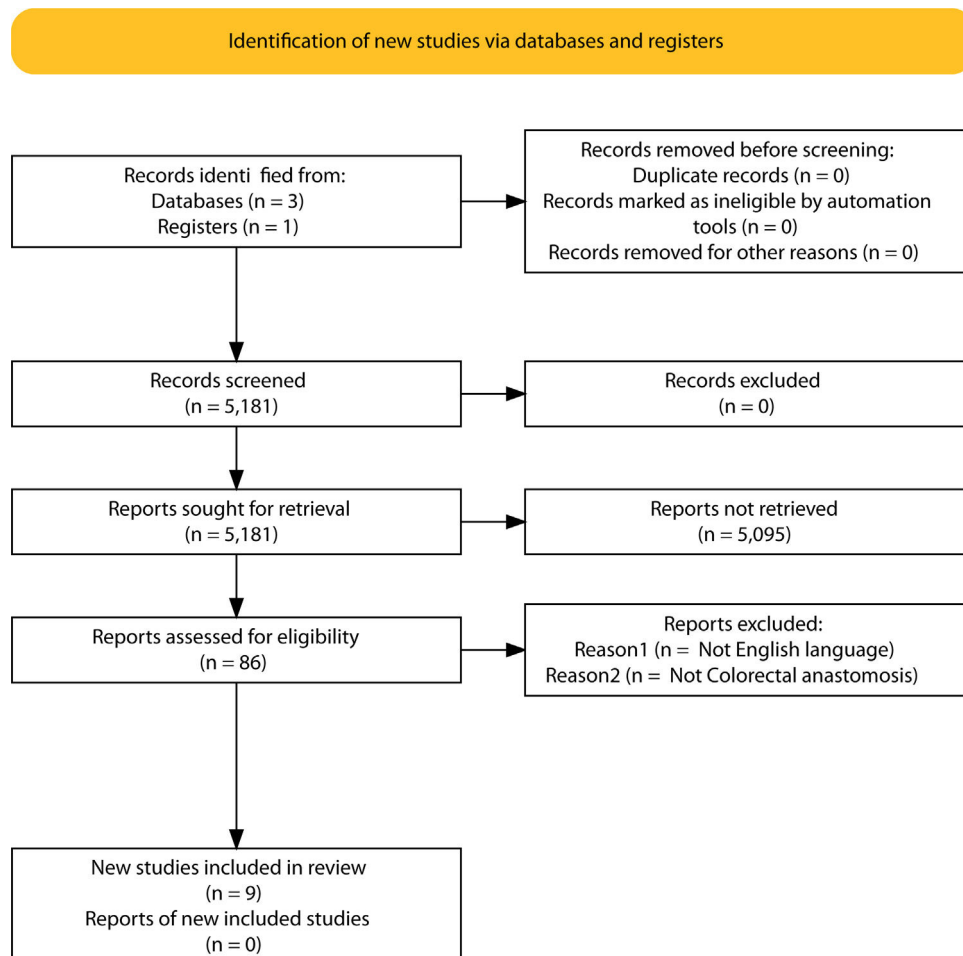 Identification of new studies via databases and registers
Records identi fied from:
Databases (n = 3)
Registers (n = 1)
Records removed before screening:
Duplicate records (n = 0)
Records marked as ineligible by automation
tools (n = 0)
Records removed for other reasons (n = 0)
Records screened
(n = 5,181)
Records excluded
(n = 0)
Reports sought for retrieval
(n = 5,181)
Reports not retrieved
(n = 5,095)
Reports assessed for eligibility
(n = 86)
Reports excluded:
Reason1 (n = Not English language)
Reason2 (n = Not Colorectal anastomosis)
New studies included in review
(n = 9)
Reports of new included studies
(n = 0)